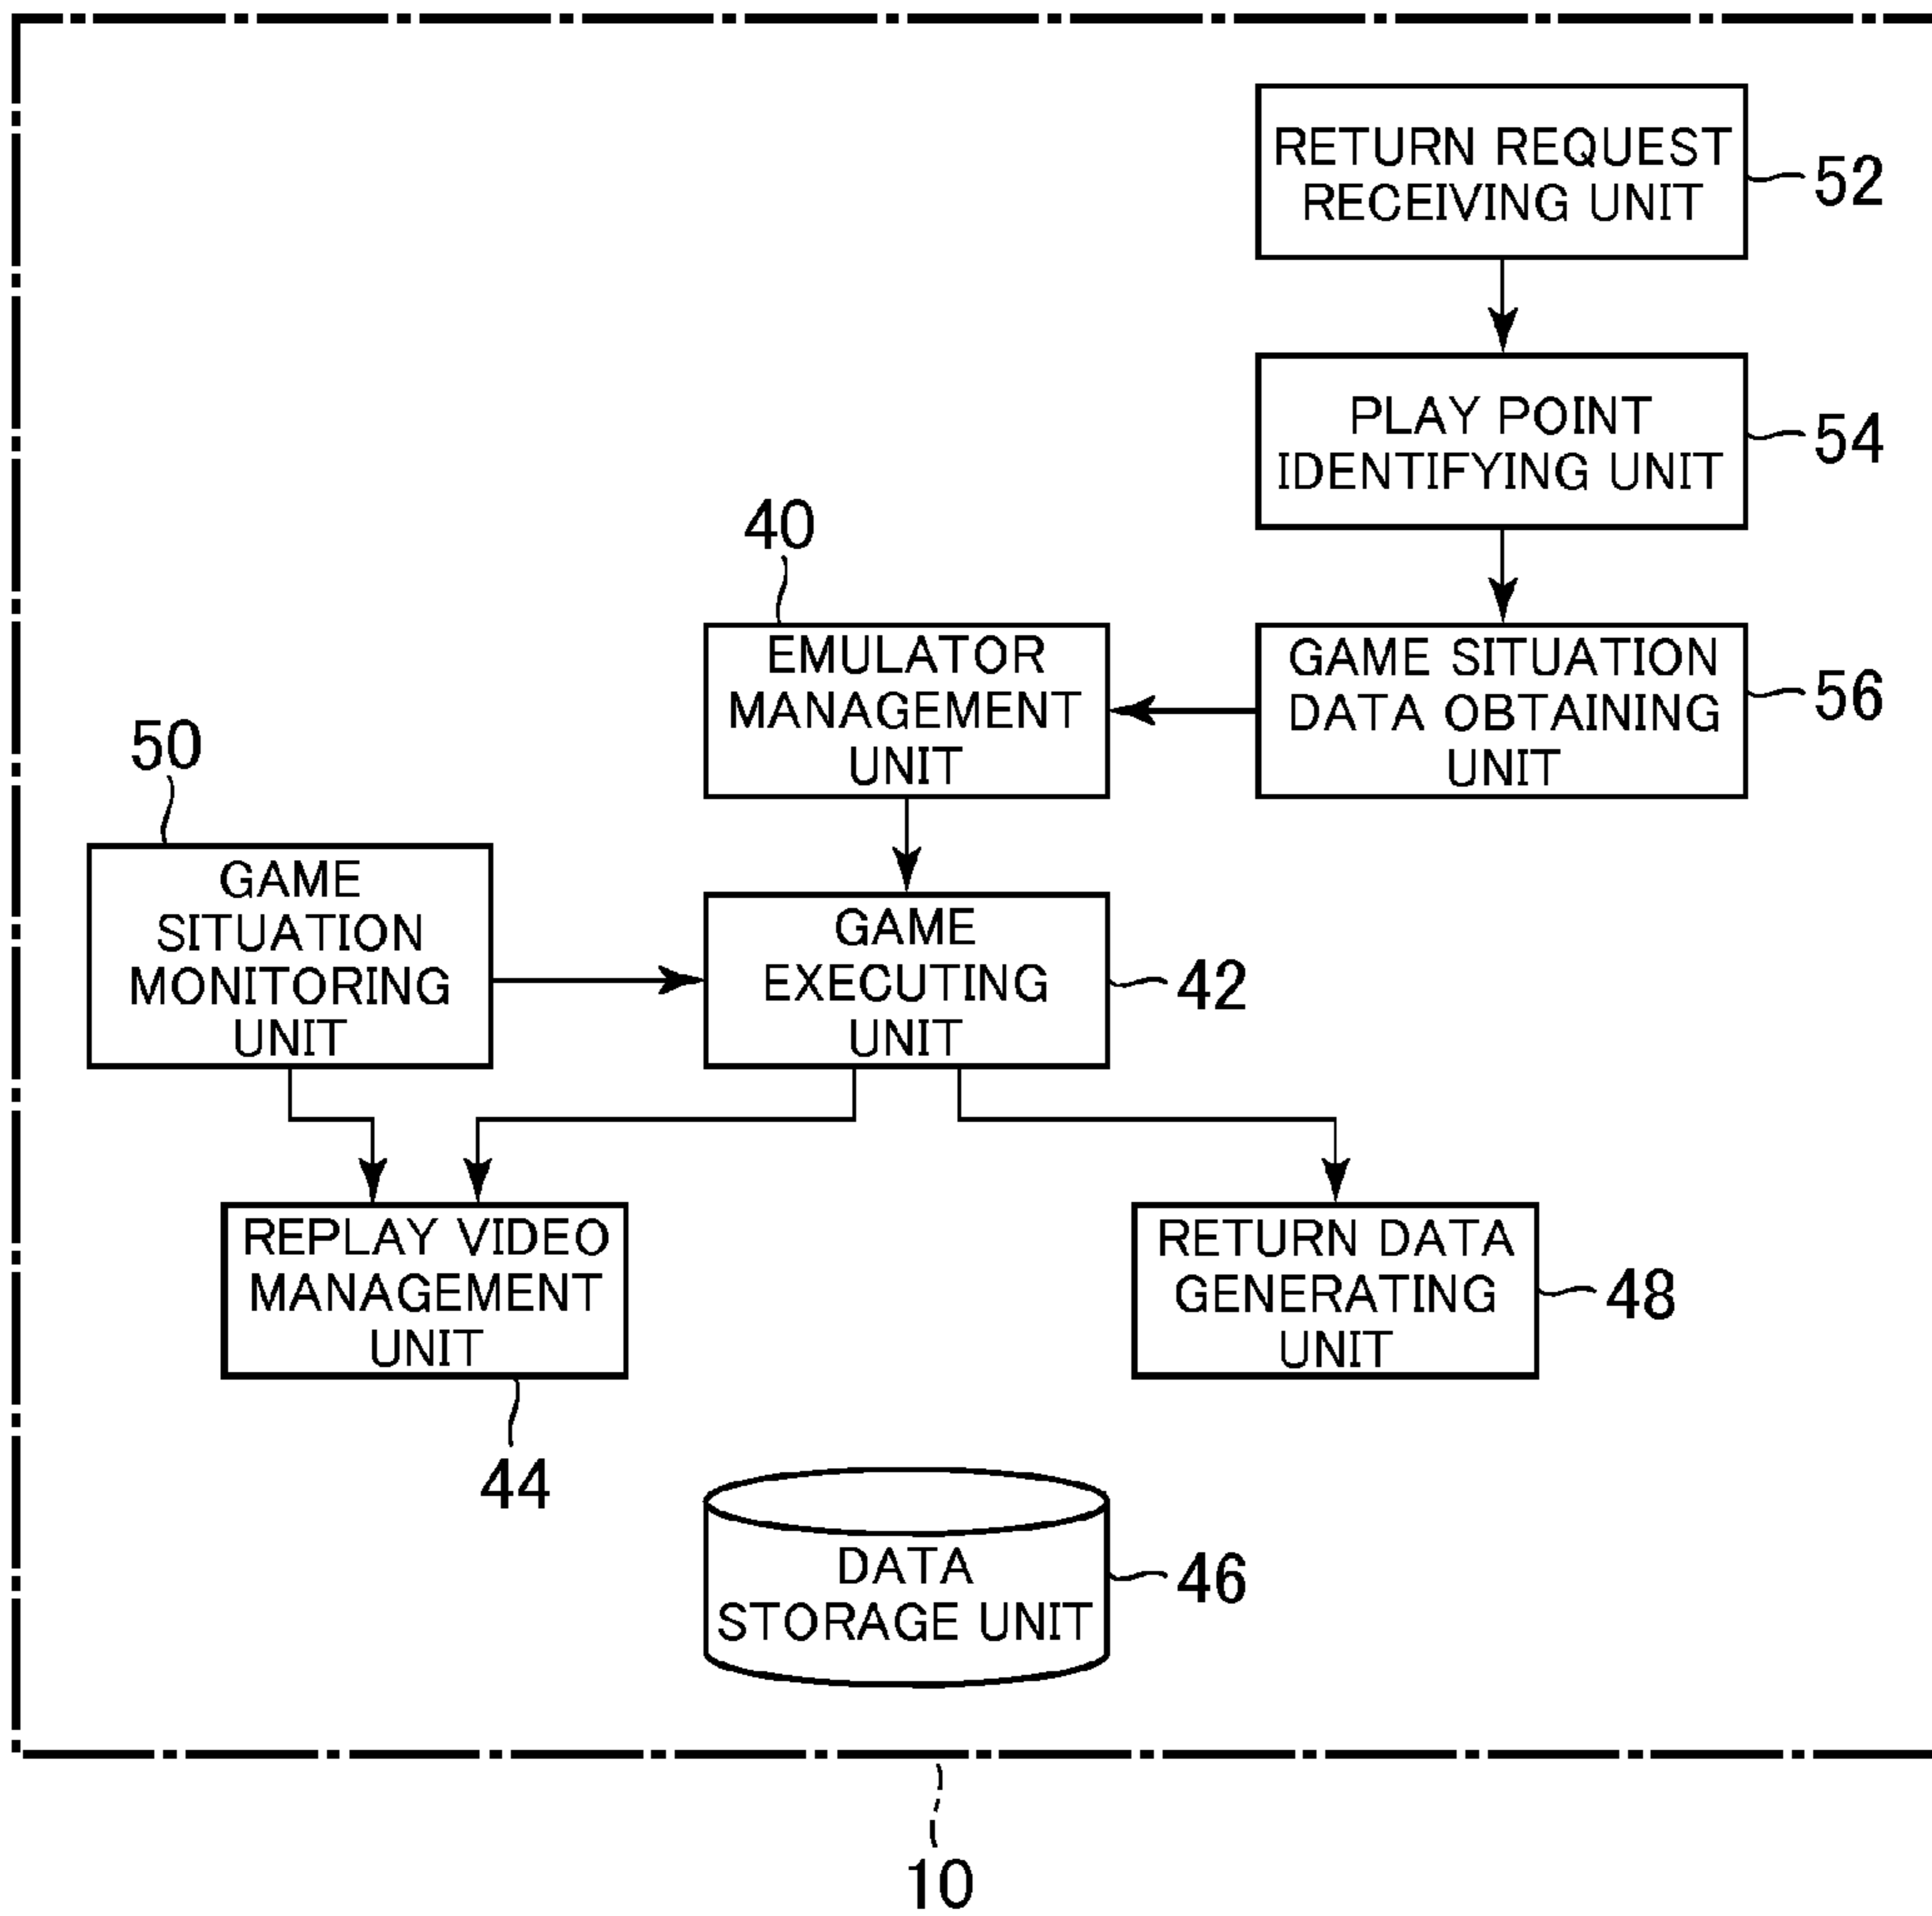 RETURN REQUEST
RECEIVING UNIT
52
PLAY POINT
IDENTIFYING UNIT
54
40
EMULATOR
MANAGEMENT
UNIT
GAME SITUATION
DATA OBTAINING
UNIT
56
50
GAME
SITUATION
MONITORING
UNIT
GAME
EXECUTING
UNIT
42
REPLAY VIDEO
MANAGEMENT
UNIT
44
RETURN DATA
GENERATING
UNIT
48
DATA
STORAGE UNIT
46
10